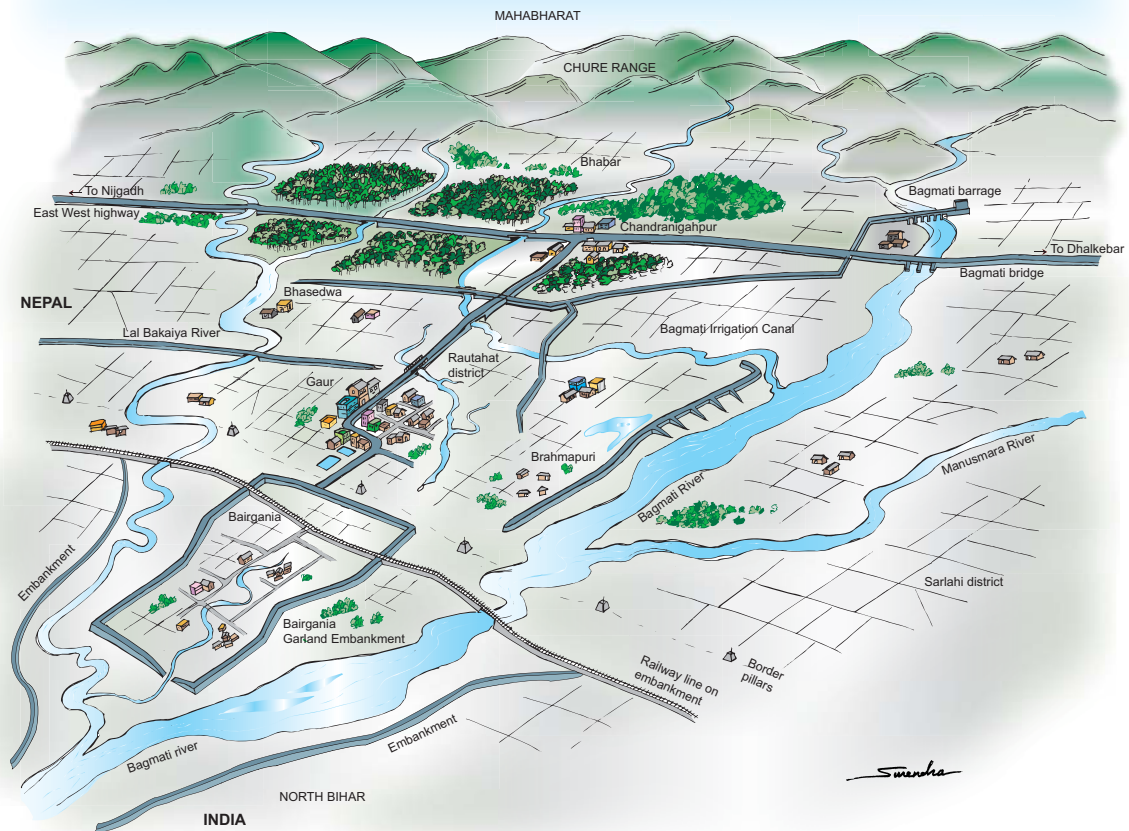 MAHABHARAT
CHURE RANGE
Bhabar
← To Nijgadh
Bagmati barrage
East West highway
Chandranigahpur
→ To Dhalkebar
Bagmati bridge
Bhasedwa
NEPAL
Lal Bakaiya River
Bagmati Irrigation Canal
Rautahat
district
Gaur
Brahmapuri
Manusmara River
Bagmati River
Bairgania
Embankment
Sarlahi district
Bairgania
Garland Embankment
Railway line on
embankment
Border
pillars
Embankment
Bagmati river
Surendra
NORTH BIHAR
INDIA